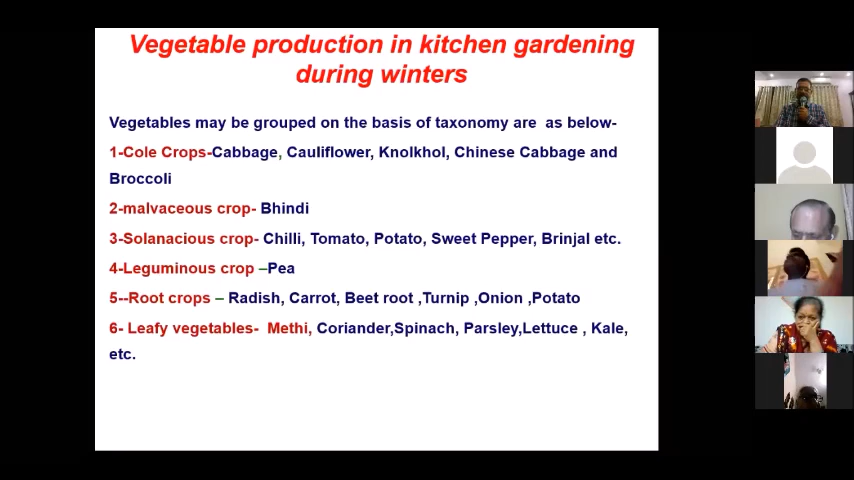 Vegetable production in kitchen gardening
during winters
Vegetables may be grouped on the basis of taxonomy are as below-
1-Cole Crops-Cabbage, Cauliflower, Knolkhol, Chinese Cabbage and
Broccoli
2-malvaceous crop- Bhindi
3-Solanacious crop- Chilli, Tomato, Potato, Sweet Pepper, Brinjal etc.
4-Leguminous crop –Pea
5--Root crops – Radish, Carrot, Beet root ,Turnip ,Onion ,Potato
6- Leafy vegetables- Methi, Coriander,Spinach, Parsley,Lettuce , Kale,
etc.